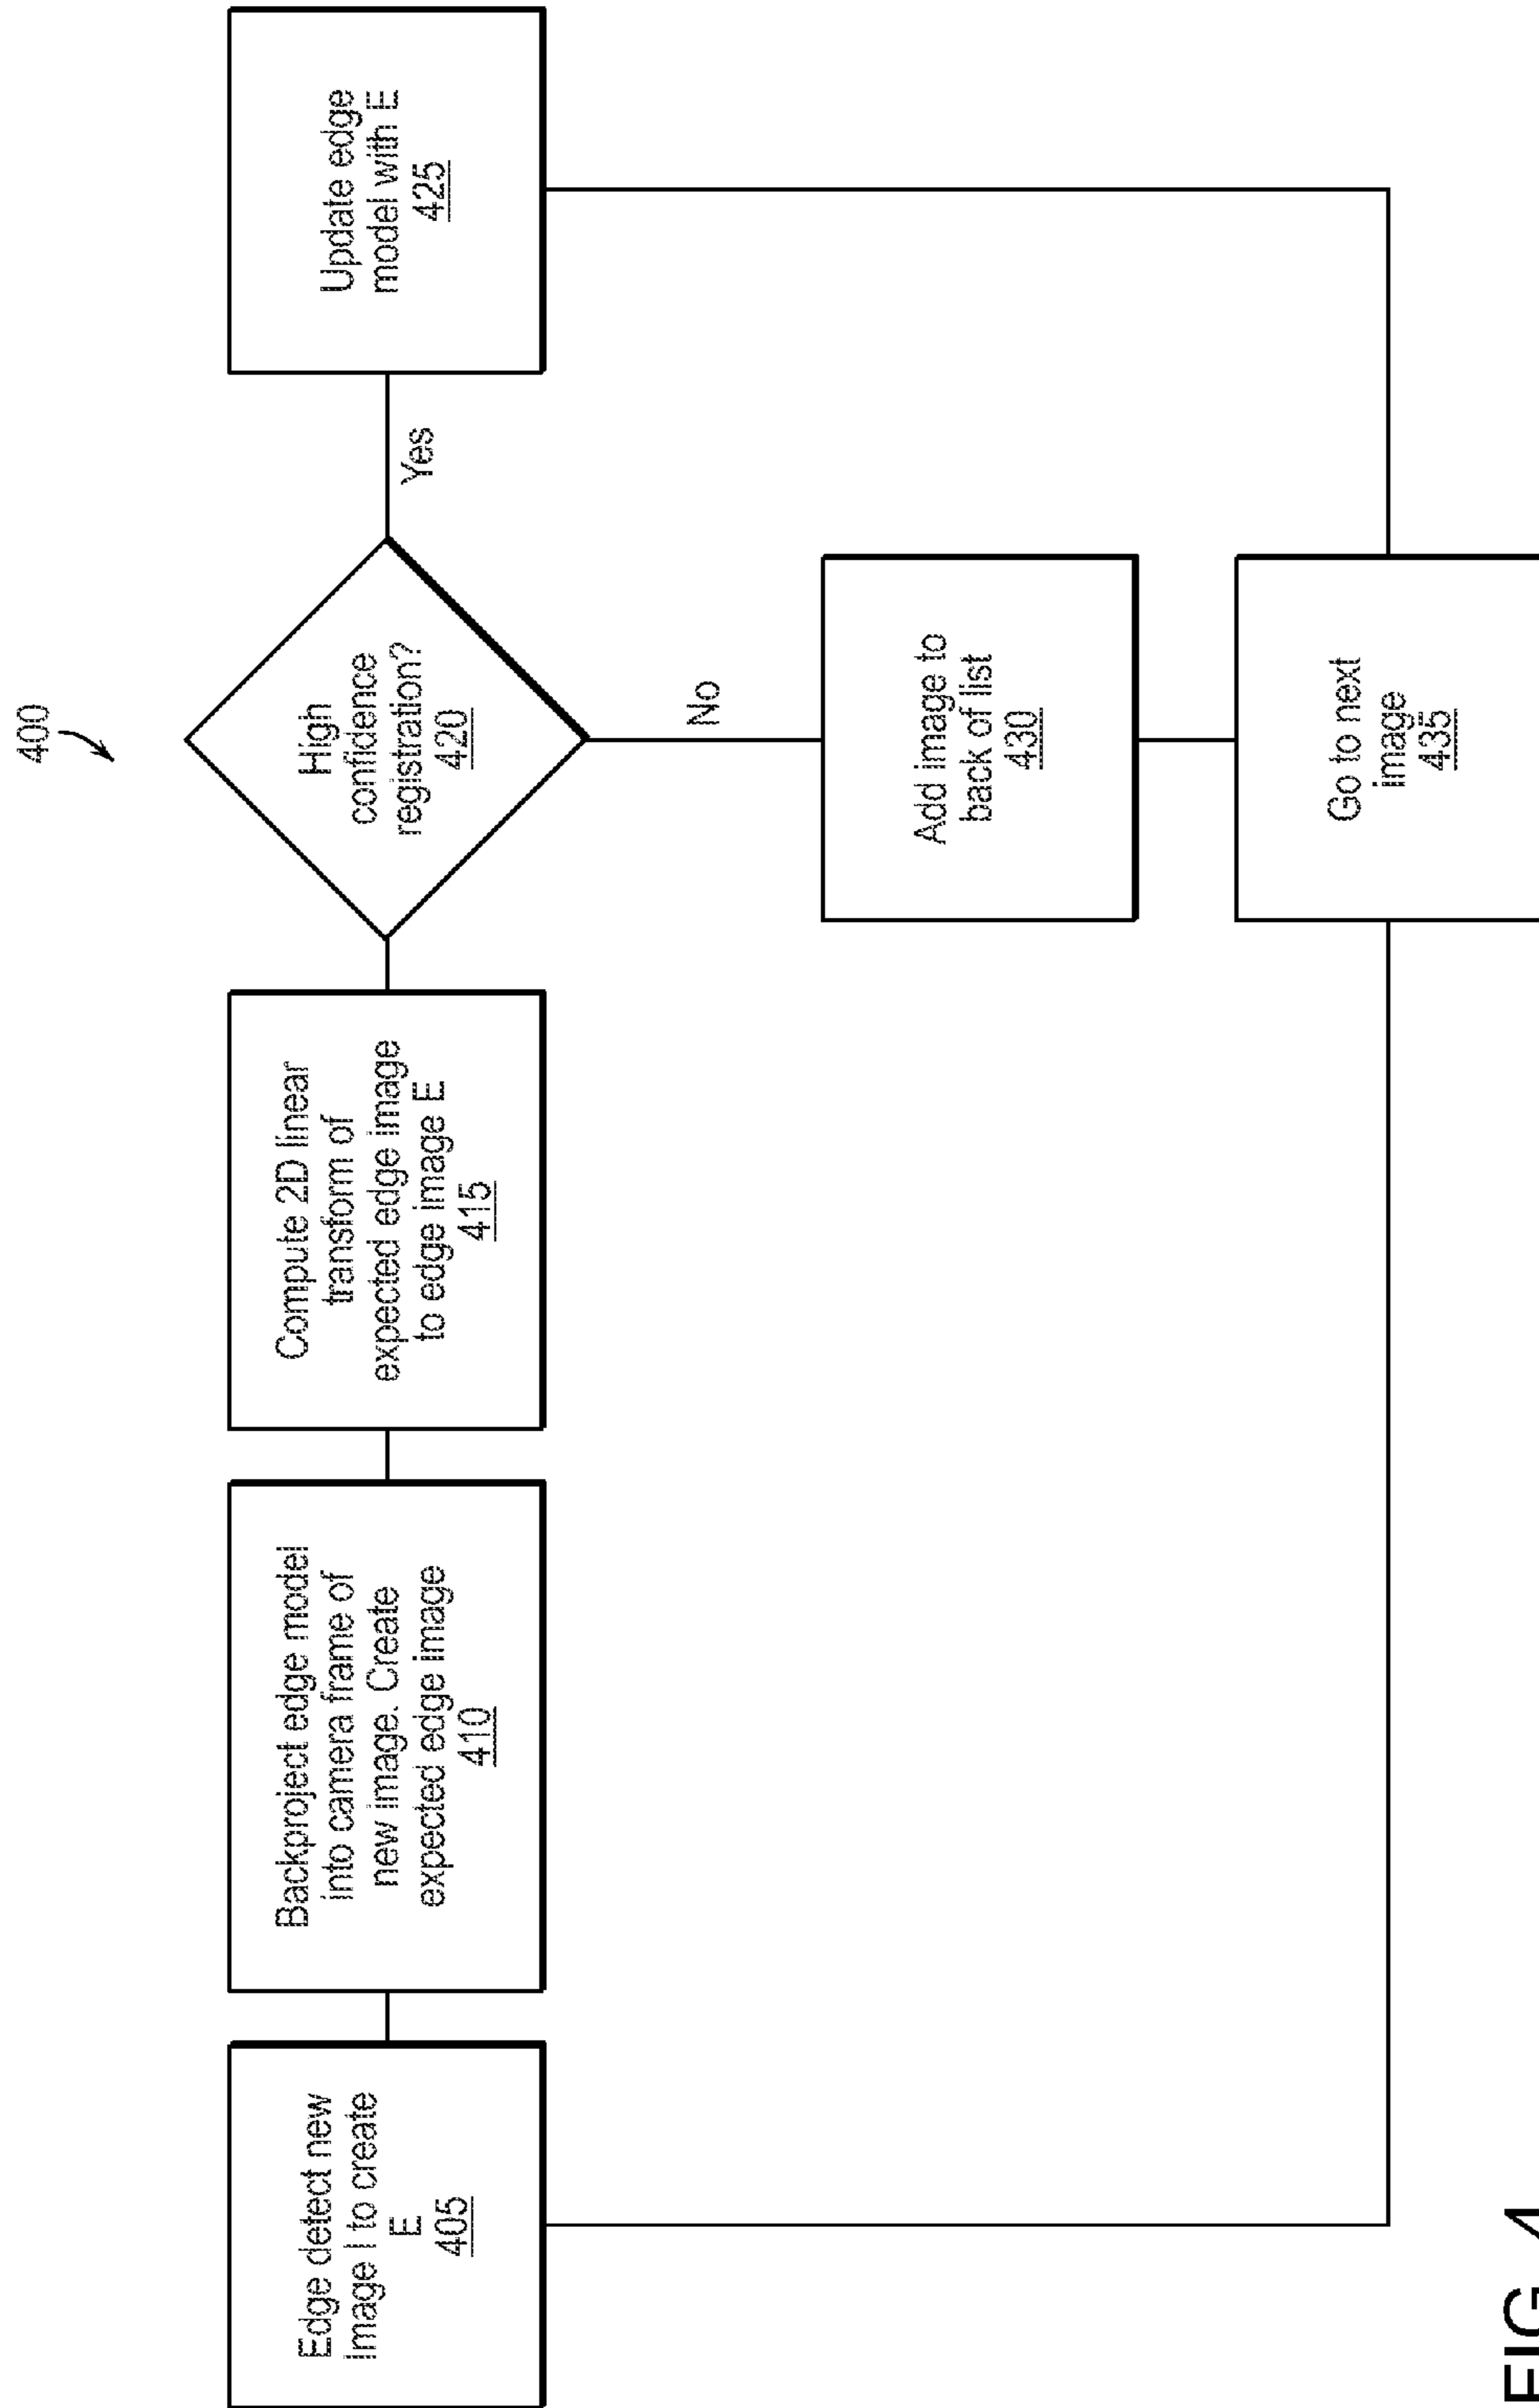 400
Edge detect new
image I to create
E
405
Backproject edge model
into camera frame of
new image. Create
expected edge image
410
Compute 2D linear
transform of
expected edge image
to edge image E
415
High
confidence
registration?
420
Yes
Update edge
model with E
425
No
Add image to
back of list
430
Go to next
image
435
FIG. 4